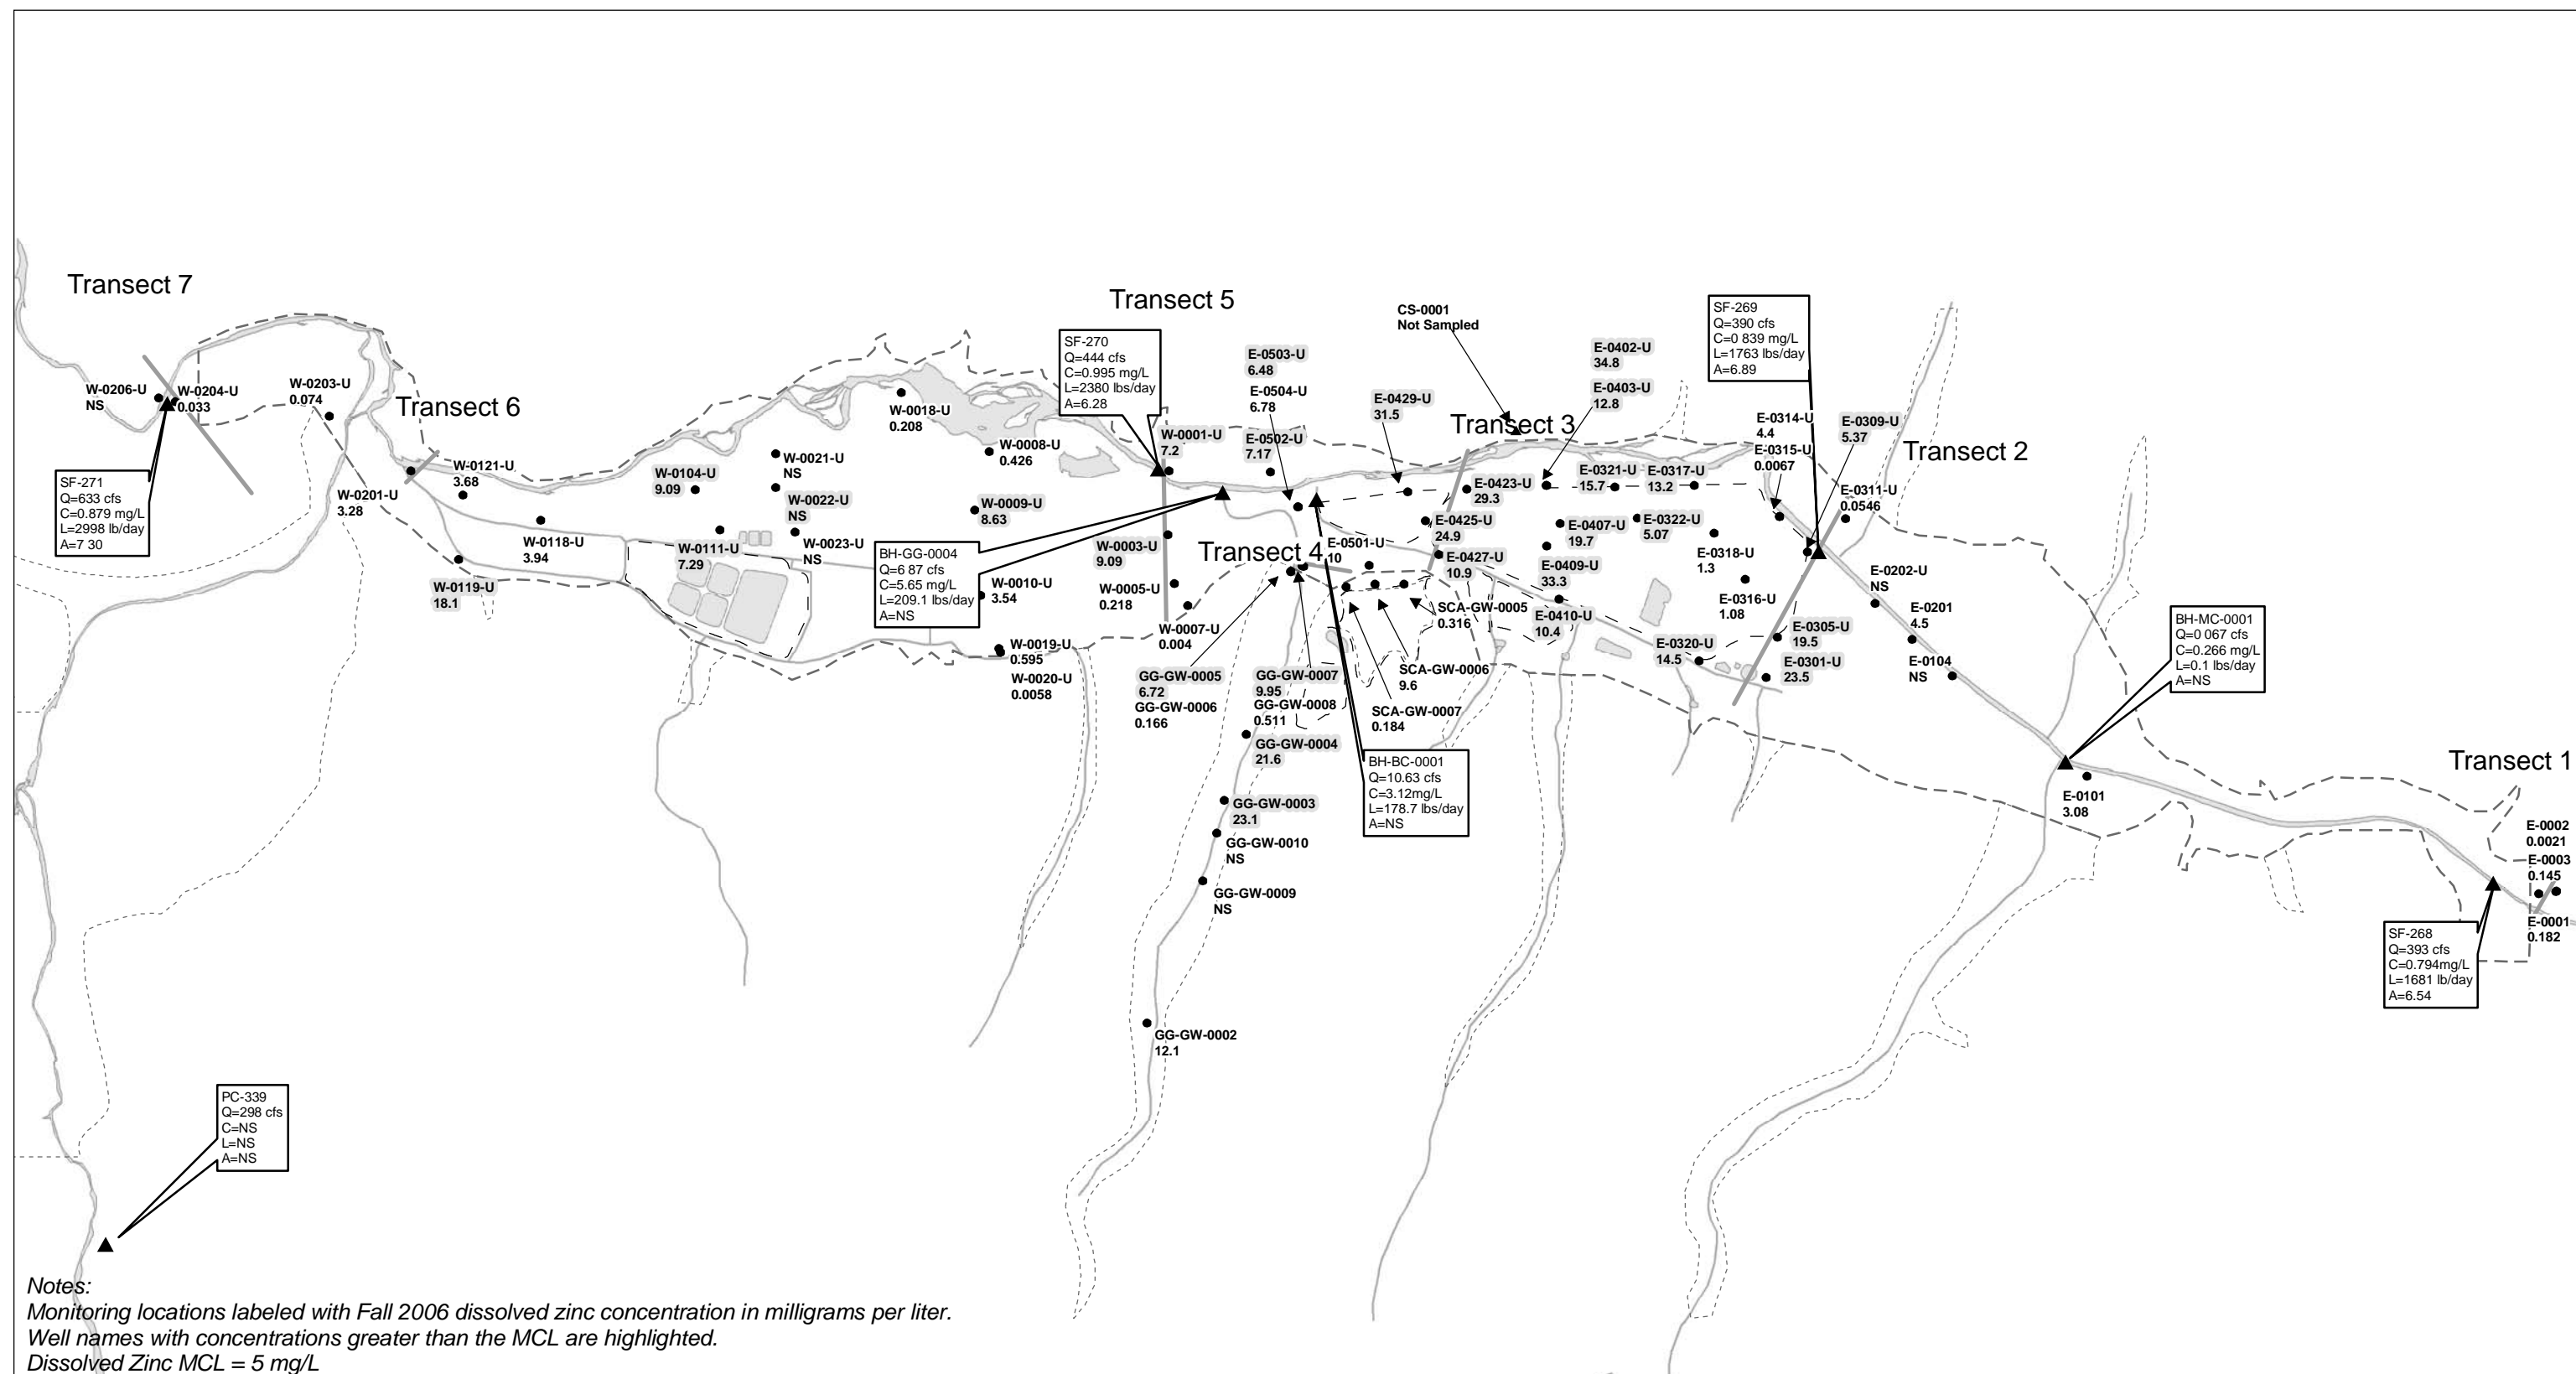 Transect 7
W-0206-U
NS
W-0204-U
0.033
W-0203-U
0.074
SF-271
Q=633 cfs
C=0.879 mg/L
L=2998 lb/day
A=7 30
Transect 6
W-0201-U
3.28
W-0121-U
3.68
W-0118-U
3.94
W-0119-U
18.1
W-0104-U
9.09
W-0111-U
7.29
W-0021-U
NS
W-0022-U
NS
W-0023-U
NS
W-0018-U
0.208
W-0008-U
0.426
W-0009-U
8.63
W-0010-U
3.54
W-0019-U
0.595
W-0020-U
0.0058
BH-GG-0004
Q=6 87 cfs
C=5.65 mg/L
L=209.1 lbs/day
A=NS
Transect 5
SF-270
Q=444 cfs
C=0.995 mg/L
L=2380 lbs/day
A=6.28
W-0001-U
7.2
W-0003-U
9.09
W-0005-U
0.218
W-0007-U
0.004
E-0503-U
6.48
E-0504-U
6.78
E-0502-U
7.17
Transect 4
E-0501-U
10
GG-GW-0005
6.72
GG-GW-0006
0.166
GG-GW-0007
9.95
GG-GW-0008
0.511
GG-GW-0004
21.6
GG-GW-0003
23.1
GG-GW-0010
NS
GG-GW-0009
NS
GG-GW-0002
12.1
SCA-GW-0005
0.316
SCA-GW-0006
9.6
SCA-GW-0007
0.184
BH-BC-0001
Q=10.63 cfs
C=3.12mg/L
L=178.7 lbs/day
A=NS
CS-0001
Not Sampled
Transect 3
E-0429-U
31.5
E-0423-U
29.3
E-0425-U
24.9
E-0427-U
10.9
E-0402-U
34.8
E-0403-U
12.8
E-0407-U
19.7
E-0409-U
33.3
E-0410-U
10.4
E-0321-U
15.7
E-0317-U
13.2
E-0322-U
5.07
E-0318-U
1.3
E-0316-U
1.08
E-0320-U
14.5
E-0305-U
19.5
E-0301-U
23.5
SF-269
Q=390 cfs
C=0 839 mg/L
L=1763 lbs/day
A=6.89
E-0314-U
4.4
E-0315-U
0.0067
E-0309-U
5.37
E-0311-U
0.0546
Transect 2
E-0202-U
NS
E-0201
4.5
E-0104
NS
BH-MC-0001
Q=0 067 cfs
C=0.266 mg/L
L=0.1 lbs/day
A=NS
E-0101
3.08
Transect 1
E-0002
0.0021
E-0003
0.145
E-0001
0.182
SF-268
Q=393 cfs
C=0.794mg/L
L=1681 lb/day
A=6.54
PC-339
Q=298 cfs
C=NS
L=NS
A=NS
Notes:
Monitoring locations labeled with Fall 2006 dissolved zinc concentration in milligrams per liter.
Well names with concentrations greater than the MCL are highlighted.
Dissolved Zinc MCL = 5 mg/L